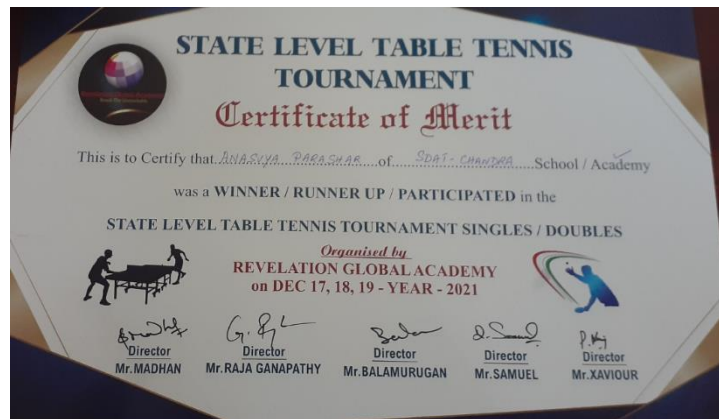 STATE LEVEL TABLE TENNIS
TOURNAMENT
Certificate of Merit
This is to Certify that ANASVYA PARASHAR of SDAT-CHANDRA School / Academy
was a WINNER / RUNNER UP / PARTICIPATED in the
STATE LEVEL TABLE TENNIS TOURNAMENT SINGLES / DOUBLES
Organised by
REVELATION GLOBAL ACADEMY
on DEC 17, 18, 19 - YEAR - 2021
Director Director Director Director Director
Mr.MADHAN Mr.RAJA GANAPATHY Mr.BALAMURUGAN Mr.SAMUEL Mr.XAVIOUR